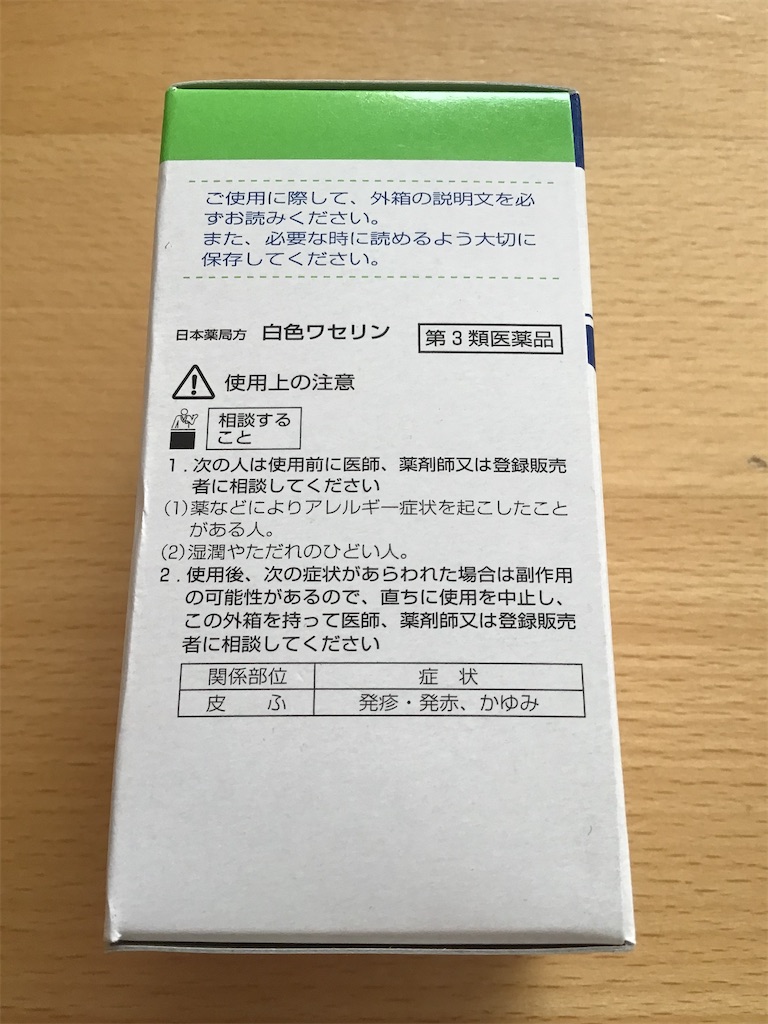 ご使用に際して、外箱の説明文を必
ずお読みください。
また、必要な時に読めるよう大切に
保存してください。
日本薬局方 白色ワセリン 第3類医薬品
使用上の注意
相談する
こと
1.次の人は使用前に医師、薬剤師又は登録販売
者に相談してください
(1)薬などによりアレルギー症状を起こしたこと
がある人。
(2)湿潤やただれのひどい人。
2.使用後、次の症状があらわれた場合は副作用
の可能性があるので、直ちに使用を中止し、
この外箱を持って医師、薬剤師又は登録販売
者に相談してください
関係部位 症 状
皮 ふ 発疹・発赤、かゆみ